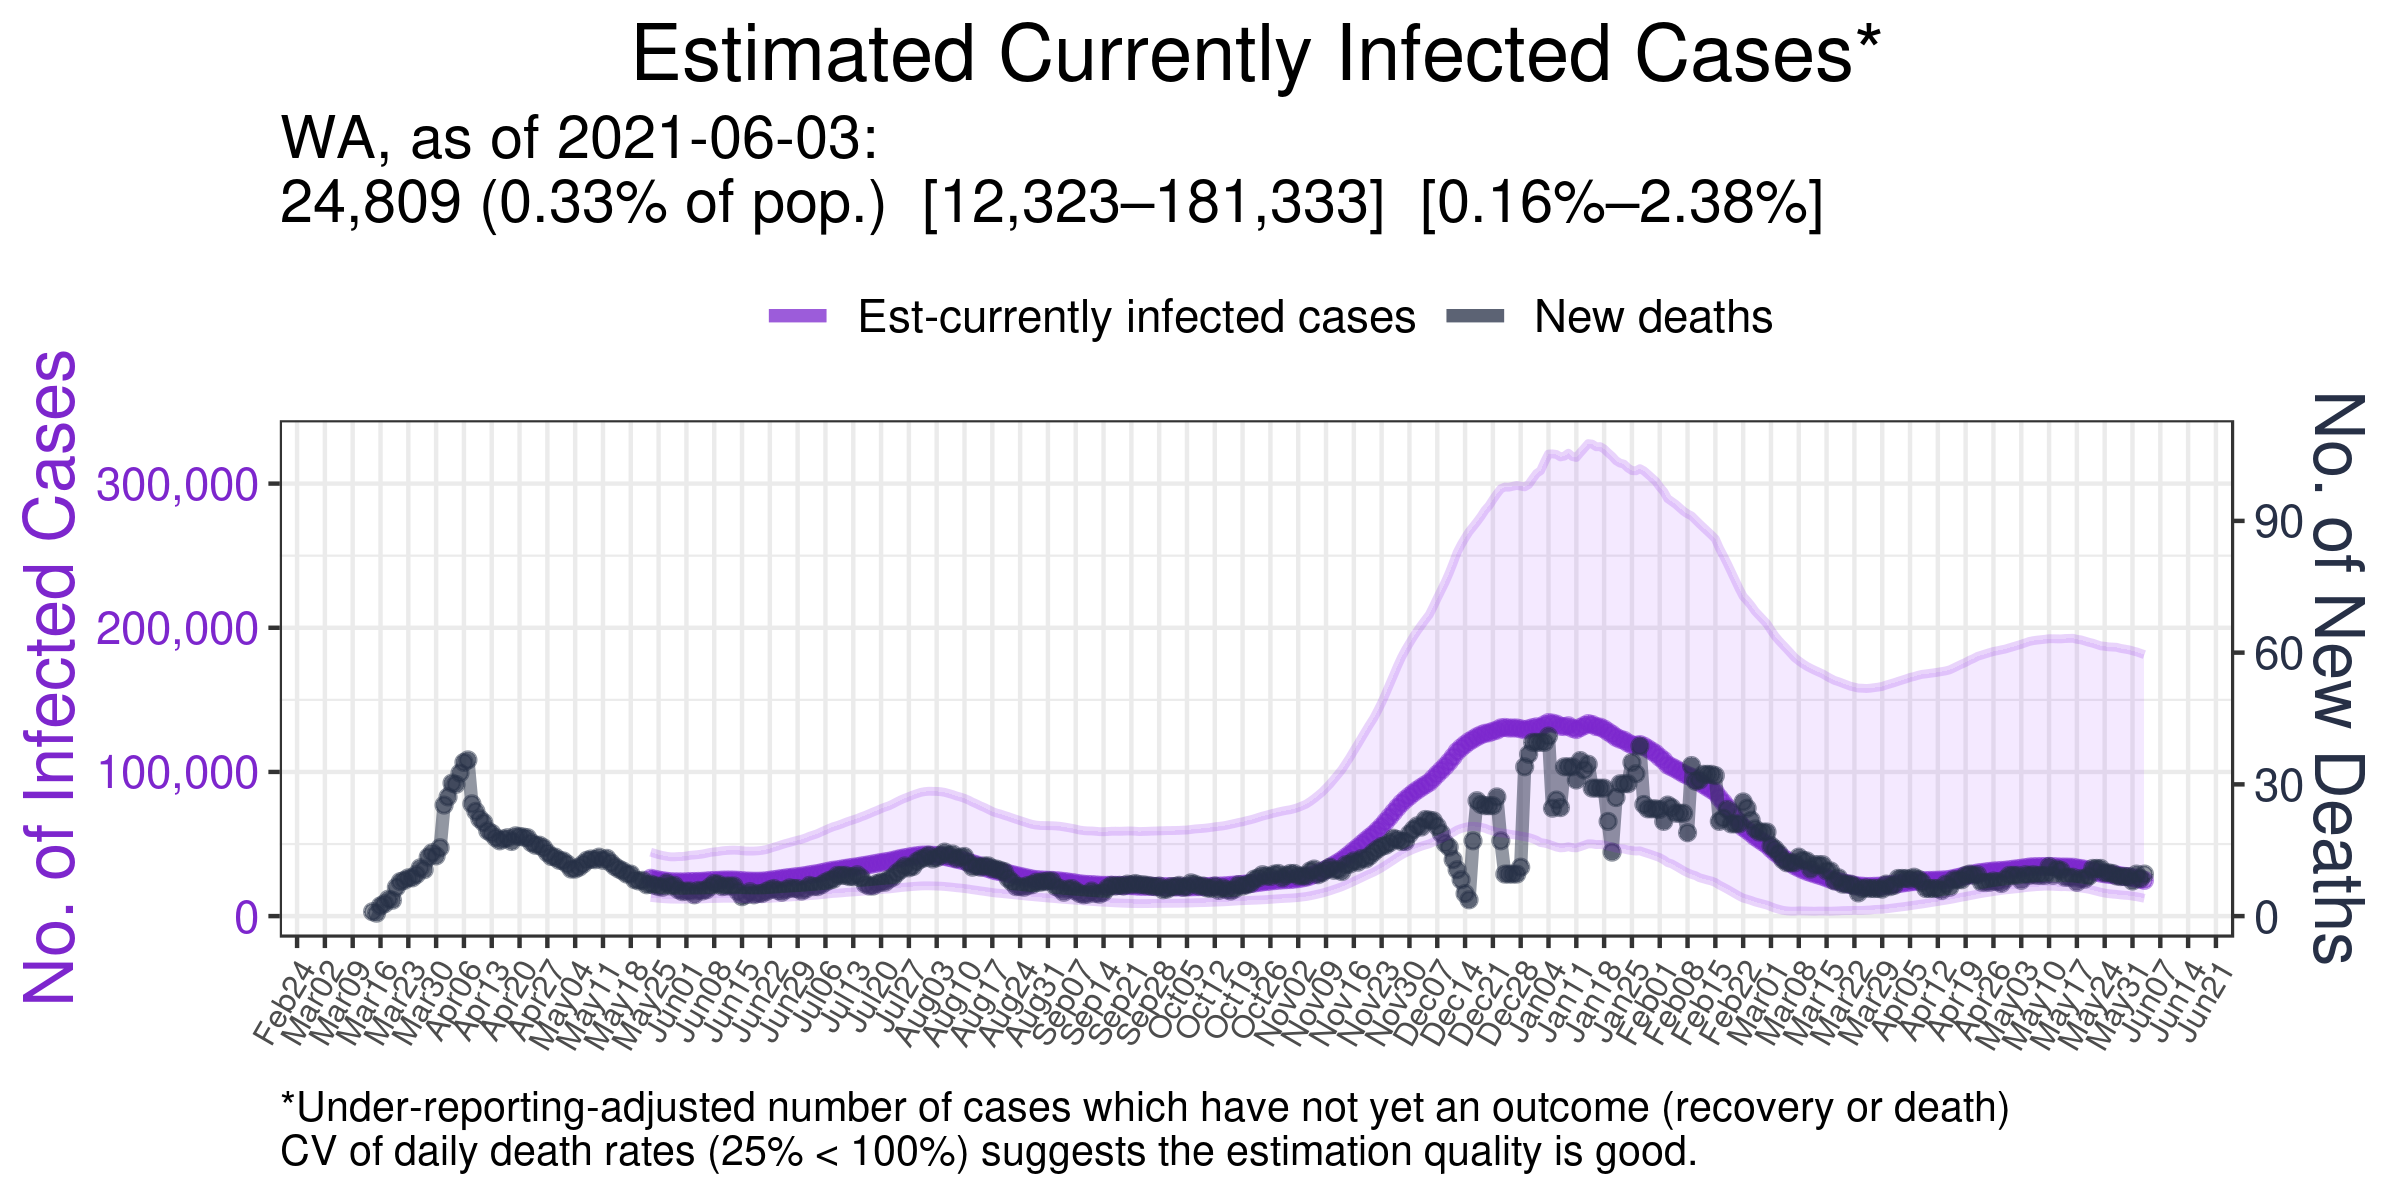 Estimated Currently Infected Cases*
WA, as of 2021-06-03:
24,809 (0.33% of pop.) [12,323–181,333] [0.16%–2.38%]
Est-currently infected cases
New deaths
No. of Infected Cases
300,000
200,000
100,000
0
90
60
30
0
No. of New Deaths
Feb24
Mar02
Mar09
Mar16
Mar23
Mar30
Apr06
Apr13
Apr20
Apr27
May04
May11
May18
May25
Jun01
Jun08
Jun15
Jun22
Jun29
Jul06
Jul13
Jul20
Jul27
Aug03
Aug10
Aug17
Aug24
Aug31
Sep07
Sep14
Sep21
Sep28
Oct05
Oct12
Oct19
Oct26
Nov02
Nov09
Nov16
Nov23
Nov30
Dec07
Dec14
Dec21
Dec28
Jan04
Jan11
Jan18
Jan25
Feb01
Feb08
Feb15
Feb22
Mar01
Mar08
Mar15
Mar22
Mar29
Apr05
Apr12
Apr19
Apr26
May03
May10
May17
May24
May31
Jun07
Jun14
Jun21
*Under-reporting-adjusted number of cases which have not yet an outcome (recovery or death)
CV of daily death rates (25% < 100%) suggests the estimation quality is good.